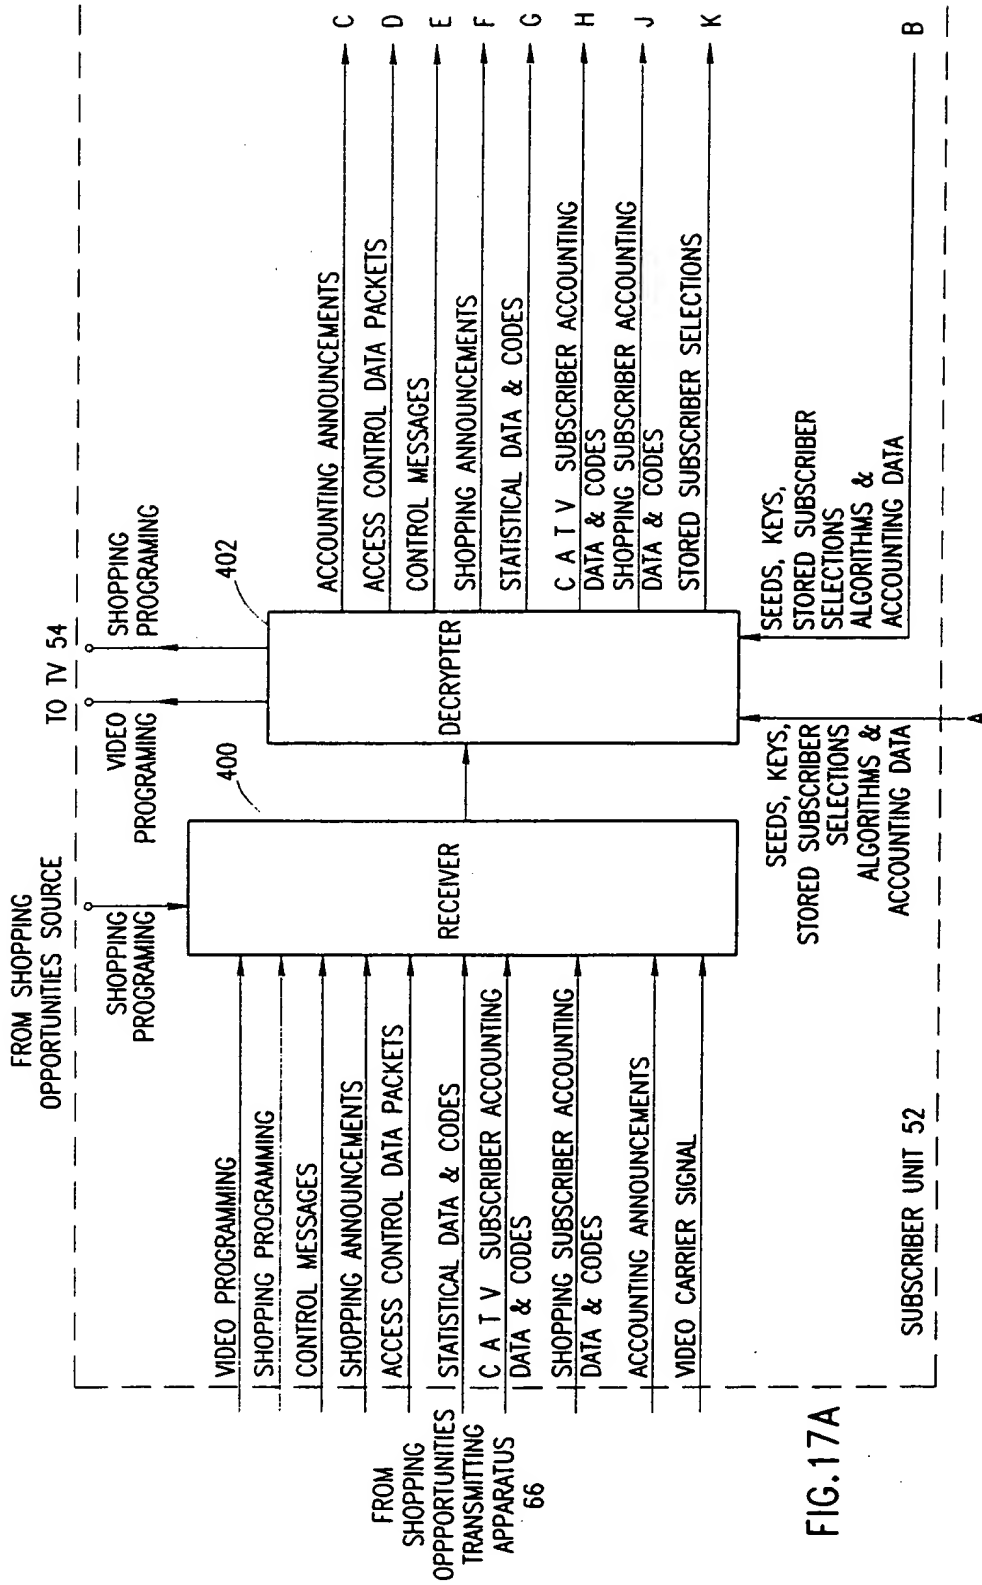 FROM SHOPPING
OPPORTUNITIES SOURCE
SHOPPING
PROGRAMING
TO TV 54
VIDEO
PROGRAMING
SHOPPING
PROGRAMING
400
402
VIDEO PROGRAMMING
SHOPPING PROGRAMMING
CONTROL MESSAGES
SHOPPING ANNOUNCEMENTS
ACCESS CONTROL DATA PACKETS
STATISTICAL DATA & CODES
C A T V SUBSCRIBER ACCOUNTING
DATA & CODES
SHOPPING SUBSCRIBER ACCOUNTING
DATA & CODES
ACCOUNTING ANNOUNCEMENTS
VIDEO CARRIER SIGNAL
FROM
SHOPPING
OPPPORTUNITIES
TRANSMITTING
APPARATUS
66
RECEIVER
DECRYPTER
ACCOUNTING ANNOUNCEMENTS
C
ACCESS CONTROL DATA PACKETS
D
CONTROL MESSAGES
E
SHOPPING ANNOUNCEMENTS
F
STATISTICAL DATA & CODES
G
C A T V SUBSCRIBER ACCOUNTING
DATA & CODES
H
SHOPPING SUBSCRIBER ACCOUNTING
DATA & CODES
J
STORED SUBSCRIBER SELECTIONS
K
SEEDS, KEYS,
STORED SUBSCRIBER
SELECTIONS
ALGORITHMS &
ACCOUNTING DATA
A
SEEDS, KEYS,
STORED SUBSCRIBER
SELECTIONS
ALGORITHMS &
ACCOUNTING DATA
B
SUBSCRIBER UNIT 52
FIG.17A